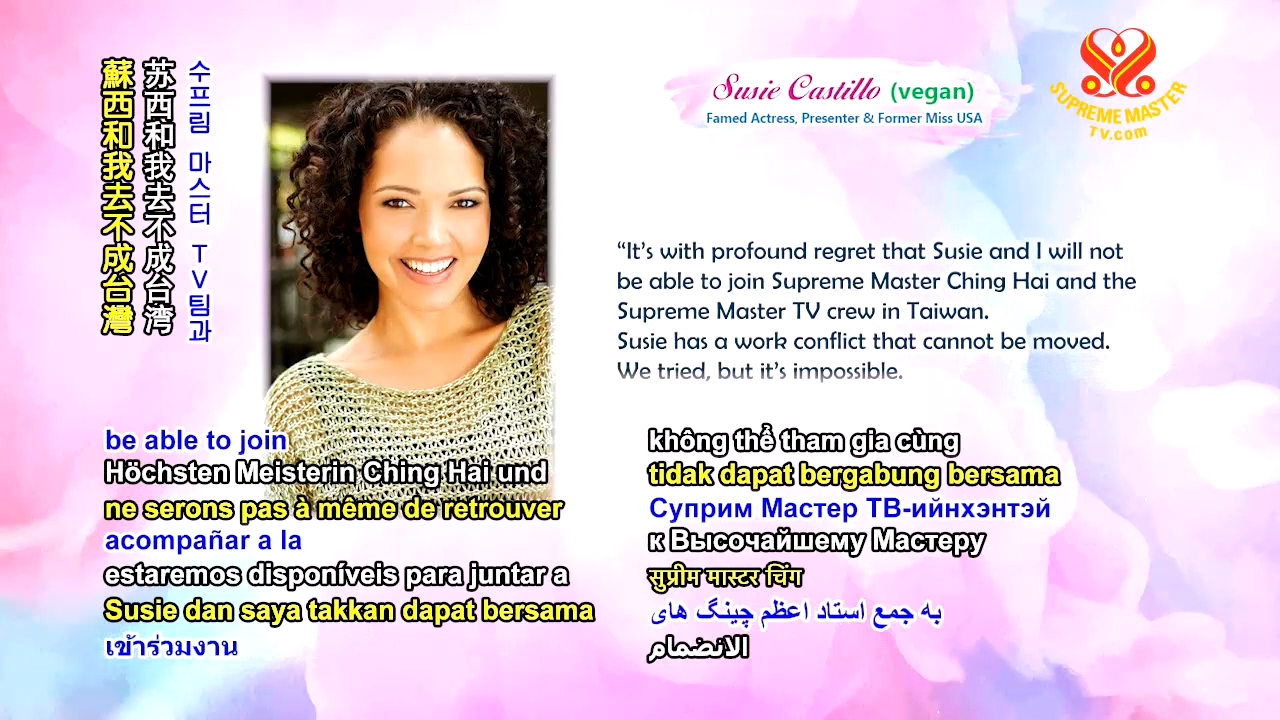 蘇西和我去不成台灣
苏西和我去不成台湾
수프림 마스터 TV팀과
Susie Castillo (vegan)
Famed Actress, Presenter & Former Miss USA
SUPREME MASTER
TV.com
“It’s with profound regret that Susie and I will not
be able to join Supreme Master Ching Hai and the
Supreme Master TV crew in Taiwan.
Susie has a work conflict that cannot be moved.
We tried, but it’s impossible.
be able to join
Höchsten Meisterin Ching Hai und
ne serons pas à même de retrouver
acompañar a la
estaremos disponíveis para juntar a
Susie dan saya takkan dapat bersama
เข้าร่วมงาน
không thể tham gia cùng
tidak dapat bergabung bersama
Суприм Мастер ТВ-ийнхэнтэй
к Высочайшему Мастеру
सुप्रीम मास्टर चिंग
به جمع استاد اعظم چینگ های
الانضمام